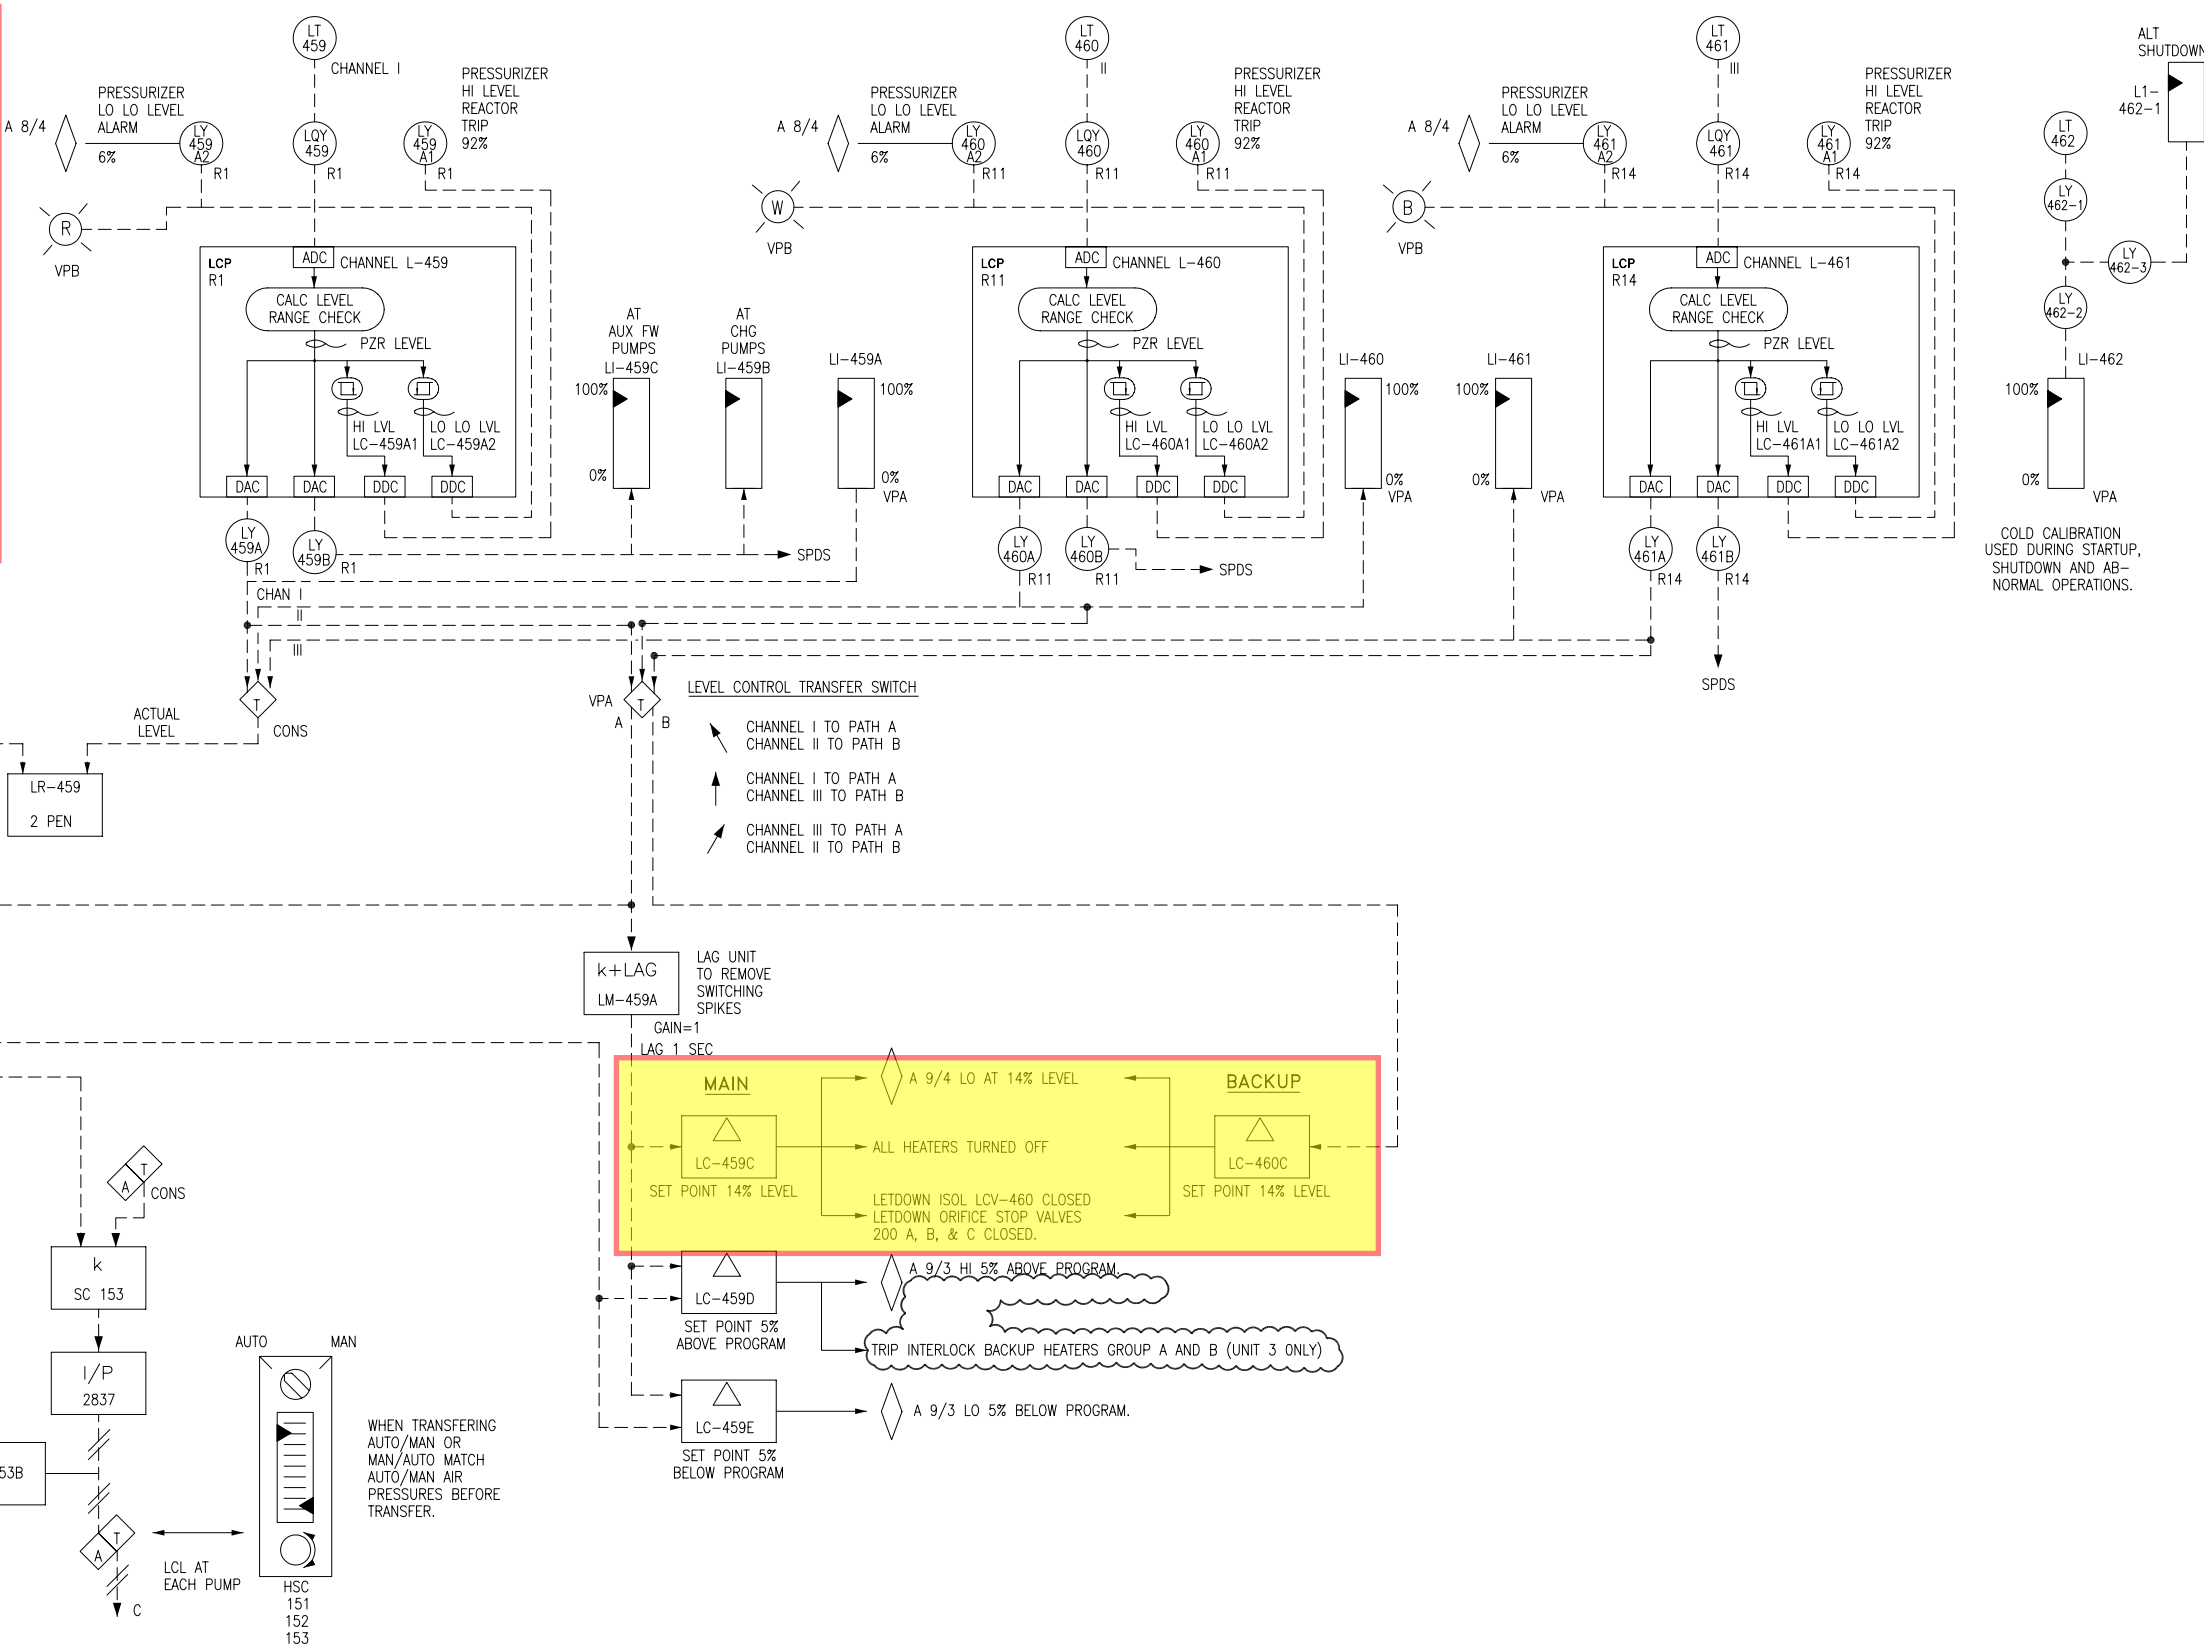 LT
459
CHANNEL I
PRESSURIZER
LO LO LEVEL
ALARM
6%
A 8/4
LY
459
A2
R1
LQY
459
R1
LY
459
A1
R1
PRESSURIZER
HI LEVEL
REACTOR
TRIP
92%
R
VPB
LCP
R1
ADC
CHANNEL L-459
CALC LEVEL
RANGE CHECK
PZR LEVEL
HI LVL
LC-459A1
LO LO LVL
LC-459A2
DAC
DAC
DDC
DDC
LY
459A
R1
LY
459B
R1
SPDS
AT
AUX FW
PUMPS
LI-459C
100%
0%
AT
CHG
PUMPS
LI-459B
LI-459A
100%
0%
VPA
LT
460
II
PRESSURIZER
LO LO LEVEL
ALARM
6%
A 8/4
LY
460
A2
R11
LQY
460
R11
LY
460
A1
R11
PRESSURIZER
HI LEVEL
REACTOR
TRIP
92%
W
VPB
LCP
R11
ADC
CHANNEL L-460
CALC LEVEL
RANGE CHECK
PZR LEVEL
HI LVL
LC-460A1
LO LO LVL
LC-460A2
DAC
DAC
DDC
DDC
LY
460A
R11
LY
460B
R11
SPDS
LI-460
100%
0%
VPA
LI-461
100%
0%
VPA
LT
461
III
PRESSURIZER
LO LO LEVEL
ALARM
6%
A 8/4
LY
461
A2
R14
LQY
461
R14
LY
461
A1
R14
PRESSURIZER
HI LEVEL
REACTOR
TRIP
92%
B
VPB
LCP
R14
ADC
CHANNEL L-461
CALC LEVEL
RANGE CHECK
PZR LEVEL
HI LVL
LC-461A1
LO LO LVL
LC-461A2
DAC
DAC
DDC
DDC
LY
461A
R14
LY
461B
R14
SPDS
ALT
SHUTDOWN
L1-
462-1
LT
462
LY
462-1
LY
462-3
LY
462-2
LI-462
100%
0%
VPA
COLD CALIBRATION
USED DURING STARTUP,
SHUTDOWN AND AB-
NORMAL OPERATIONS.
CHAN I
II
III
T
CONS
ACTUAL
LEVEL
LR-459
2 PEN
VPA
T
A
B
LEVEL CONTROL TRANSFER SWITCH
CHANNEL I TO PATH A
CHANNEL II TO PATH B
CHANNEL I TO PATH A
CHANNEL III TO PATH B
CHANNEL III TO PATH A
CHANNEL II TO PATH B
k+LAG
LM-459A
LAG UNIT
TO REMOVE
SWITCHING
SPIKES
GAIN=1
LAG 1 SEC
MAIN
LC-459C
SET POINT 14% LEVEL
A 9/4 LO AT 14% LEVEL
ALL HEATERS TURNED OFF
LETDOWN ISOL LCV-460 CLOSED
LETDOWN ORIFICE STOP VALVES
200 A, B, & C CLOSED.
BACKUP
LC-460C
SET POINT 14% LEVEL
LC-459D
SET POINT 5%
ABOVE PROGRAM
A 9/3 HI 5% ABOVE PROGRAM.
TRIP INTERLOCK BACKUP HEATERS GROUP A AND B (UNIT 3 ONLY)
LC-459E
SET POINT 5%
BELOW PROGRAM
A 9/3 LO 5% BELOW PROGRAM.
T
A
CONS
k
SC 153
I/P
2837
53B
T
A
C
LCL AT
EACH PUMP
AUTO
MAN
HSC
151
152
153
WHEN TRANSFERING
AUTO/MAN OR
MAN/AUTO MATCH
AUTO/MAN AIR
PRESSURES BEFORE
TRANSFER.